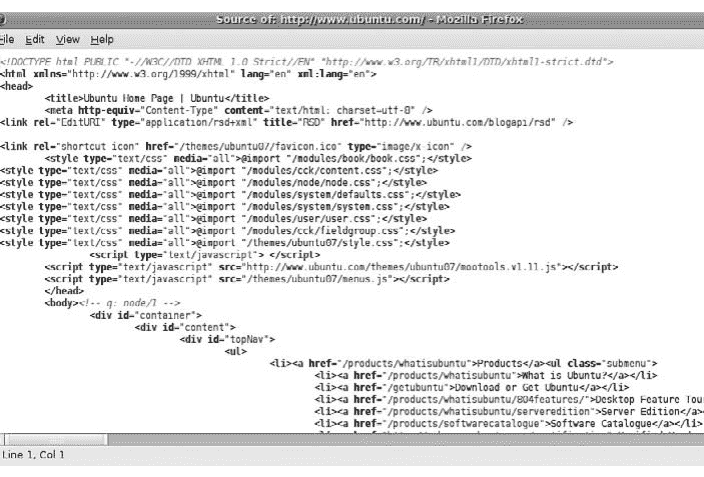 Source of: http://www.ubuntu.com/ - Mozilla Firefox
File Edit View Help
<!DOCTYPE html PUBLIC "-//W3C//DTD XHTML 1.0 Strict//EN" "http://www.w3.org/TR/xhtml1/DTD/xhtml1-strict.dtd">
<html xmlns="http://www.w3.org/1999/xhtml" lang="en" xml:lang="en">
<head>
<title>Ubuntu Home Page | Ubuntu</title>
<meta http-equiv="Content-Type" content="text/html; charset=utf-8" />
<link rel="EditURI" type="application/rsd+xml" title="RSD" href="http://www.ubuntu.com/blogapi/rsd" />
<link rel="shortcut icon" href="/themes/ubuntu07/favicon.ico" type="image/x-icon" />
<style type="text/css" media="all">@import "/modules/book/book.css";</style>
<style type="text/css" media="all">@import "/modules/cck/content.css";</style>
<style type="text/css" media="all">@import "/modules/node/node.css";</style>
<style type="text/css" media="all">@import "/modules/system/defaults.css";</style>
<style type="text/css" media="all">@import "/modules/system/system.css";</style>
<style type="text/css" media="all">@import "/modules/user/user.css";</style>
<style type="text/css" media="all">@import "/modules/cck/fieldgroup.css";</style>
<style type="text/css" media="all">@import "/themes/ubuntu07/style.css";</style>
<script type="text/javascript"> </script>
<script type="text/javascript" src="http://www.ubuntu.com/themes/ubuntu07/mootools.v1.11.js"></script>
<script type="text/javascript" src="/themes/ubuntu07/menus.js"></script>
</head>
<body><!-- q: node/1 -->
<div id="container">
<div id="content">
<div id="topNav">
<ul>
<li><a href="/products/whatisubuntu">Products</a><ul class="submenu">
<li><a href="/products/whatisubuntu">What is Ubuntu?</a></li>
<li><a href="/getubuntu">Download or Get Ubuntu</a></li>
<li><a href="/products/whatisubuntu/804features/">Desktop Feature Tou
<li><a href="/products/whatisubuntu/serveredition">Server Edition</a>
<li><a href="/products/softwarecatalogue">Software Catalogue</a></li>
Line 1, Col 1